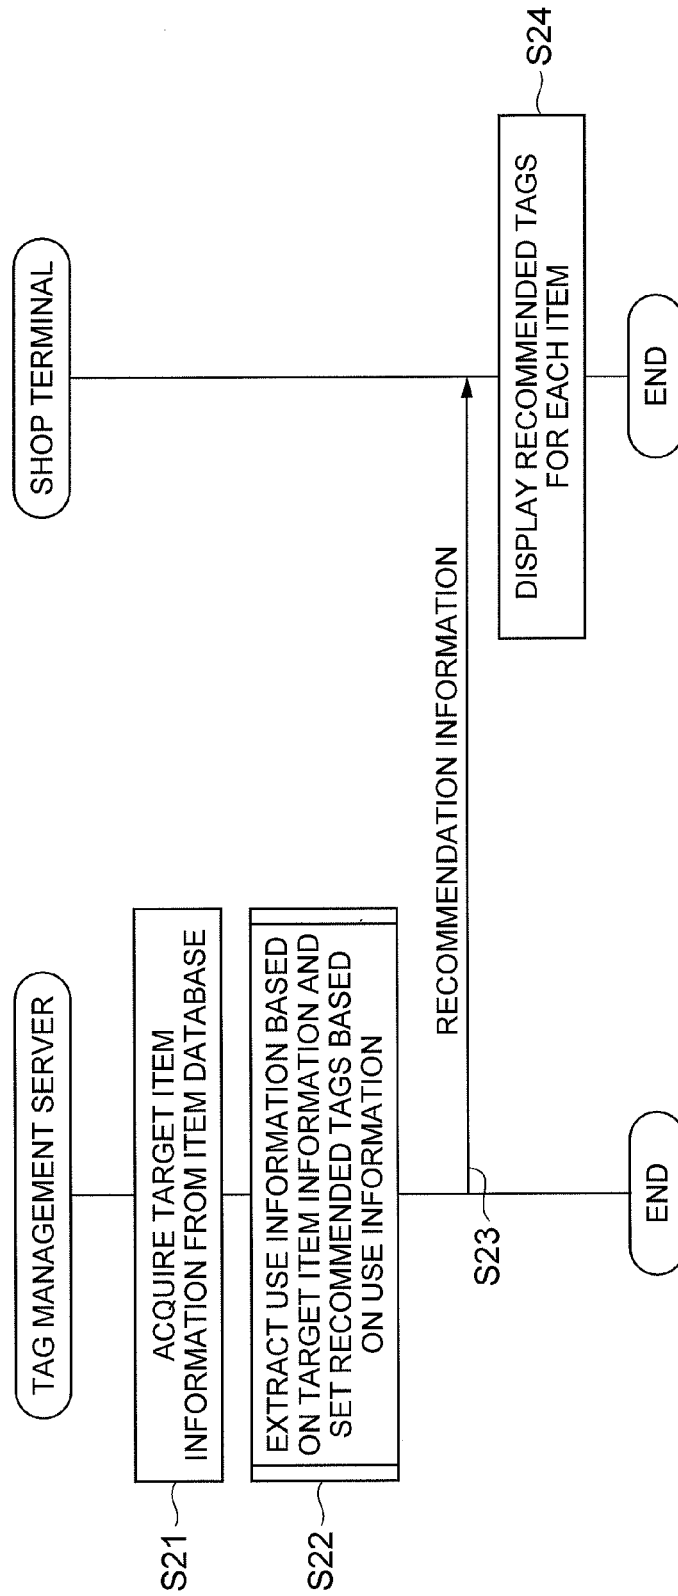 TAG MANAGEMENT SERVER
SHOP TERMINAL
S21
ACQUIRE TARGET ITEM
INFORMATION FROM ITEM DATABASE
S22
EXTRACT USE INFORMATION BASED
ON TARGET ITEM INFORMATION AND
SET RECOMMENDED TAGS BASED
ON USE INFORMATION
RECOMMENDATION INFORMATION
S23
DISPLAY RECOMMENDED TAGS
FOR EACH ITEM
S24
END
END